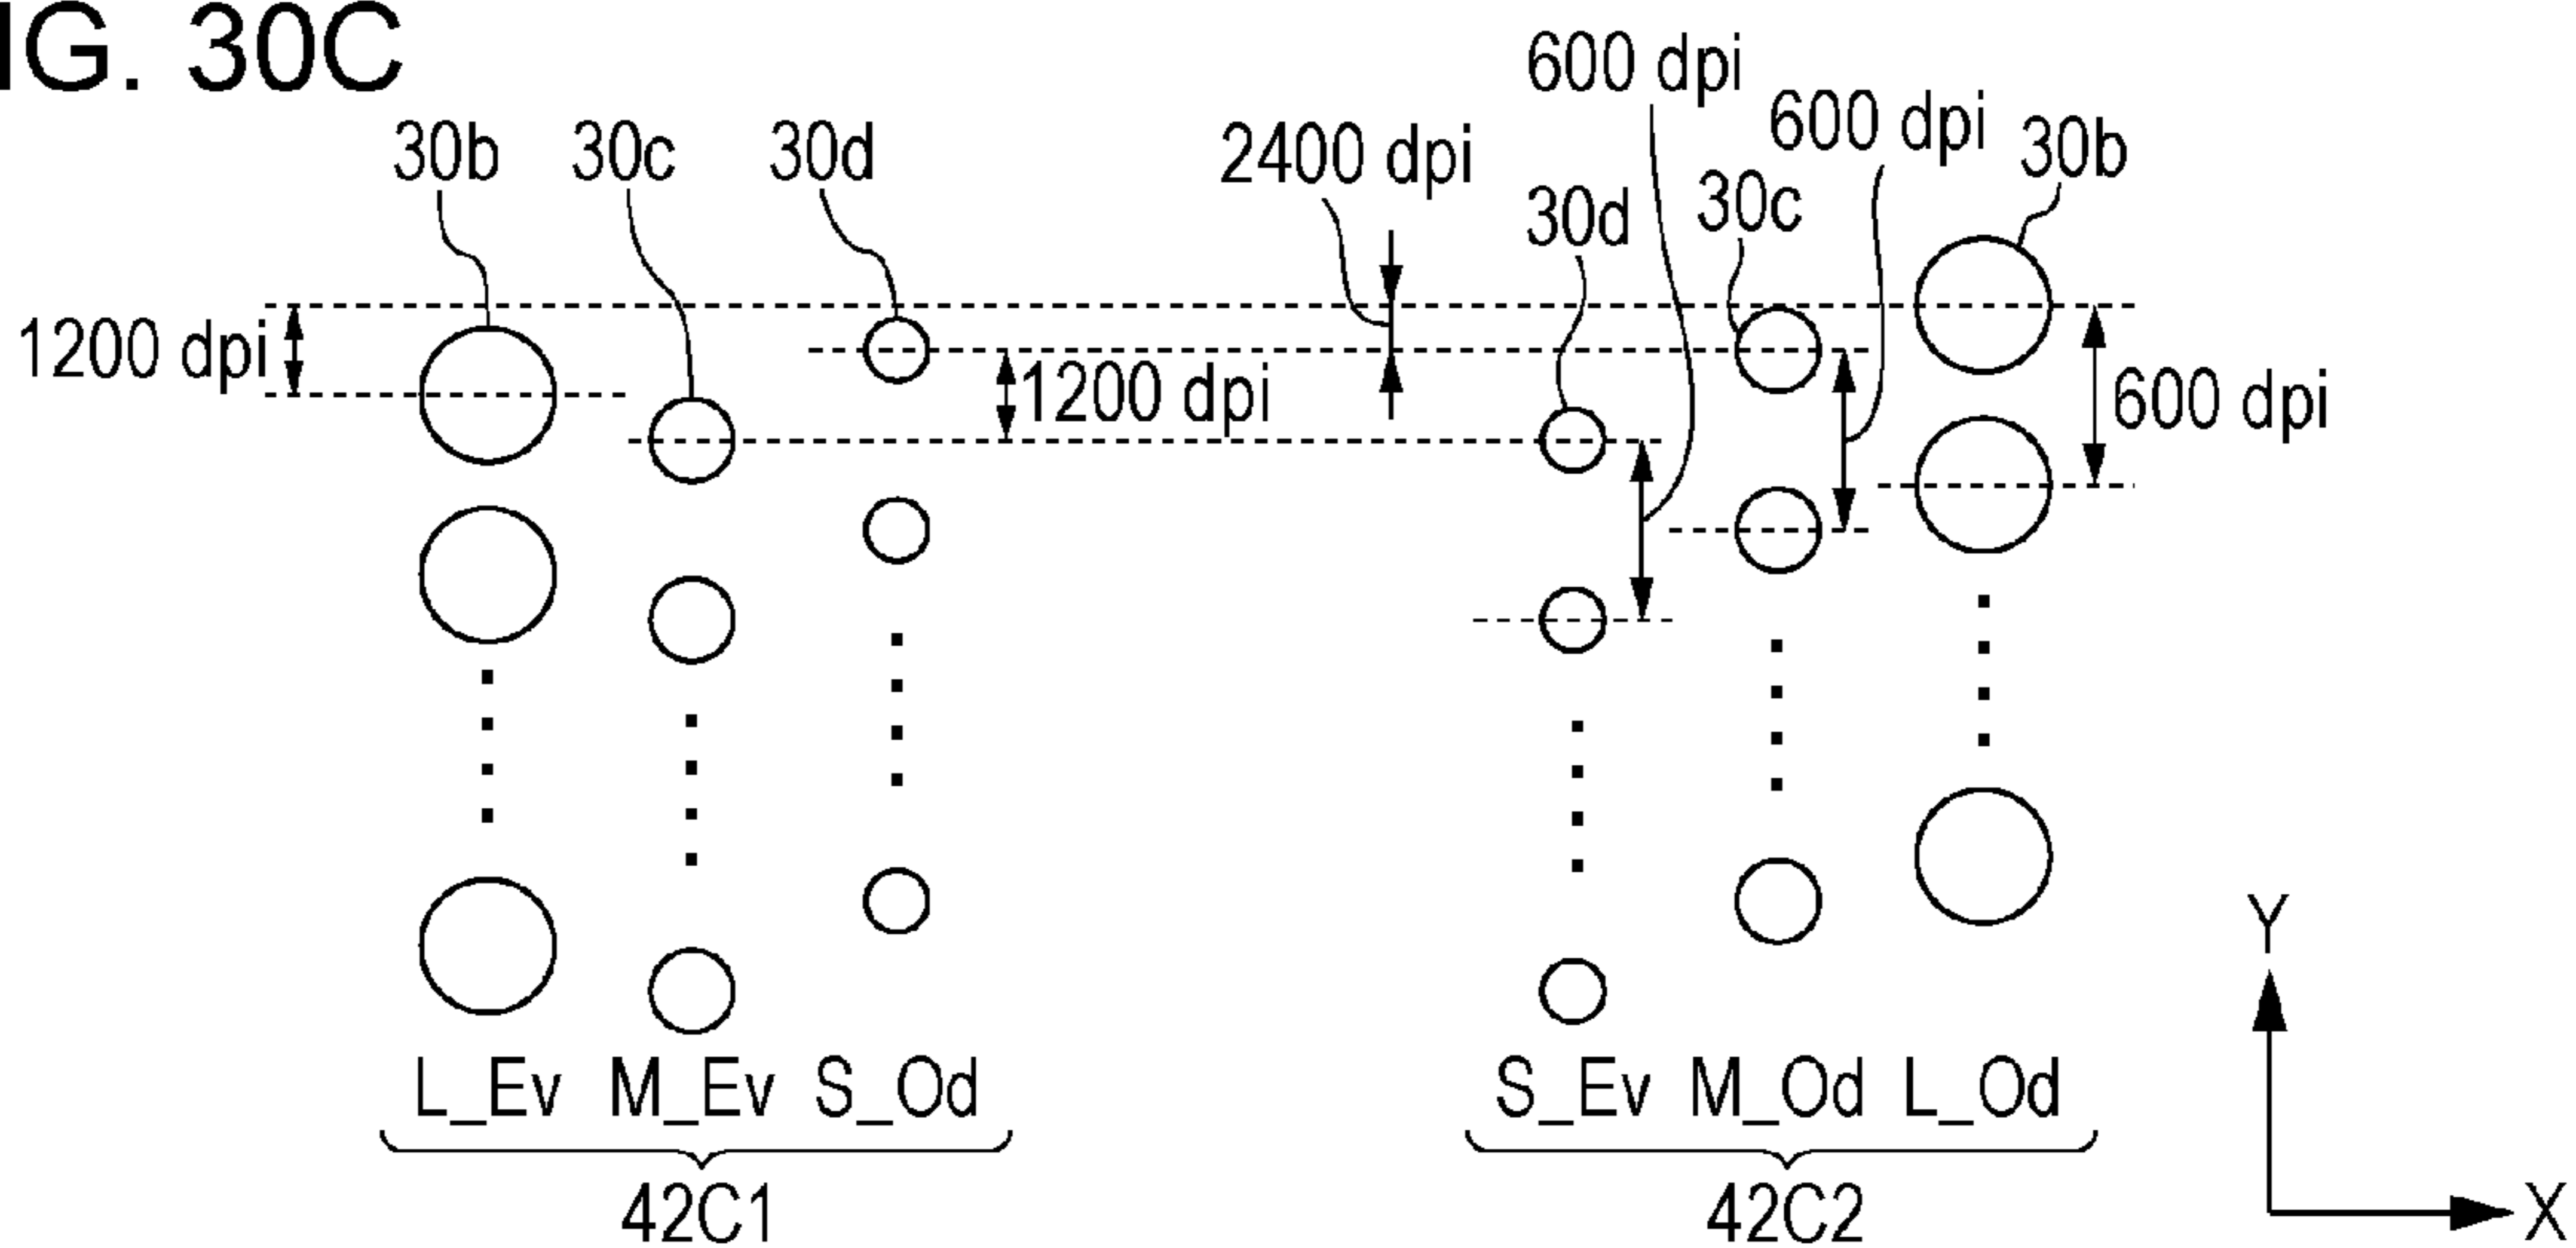 IG. 30C
600 dpi
600 dpi
30b 30c 30d 2400 dpi 30b
30c
30d
1200 dpi
1200 dpi
600 dpi
L_Ev M_Ev S_Od S_Ev M_Od L_Od
42C1 42C2
Y
X